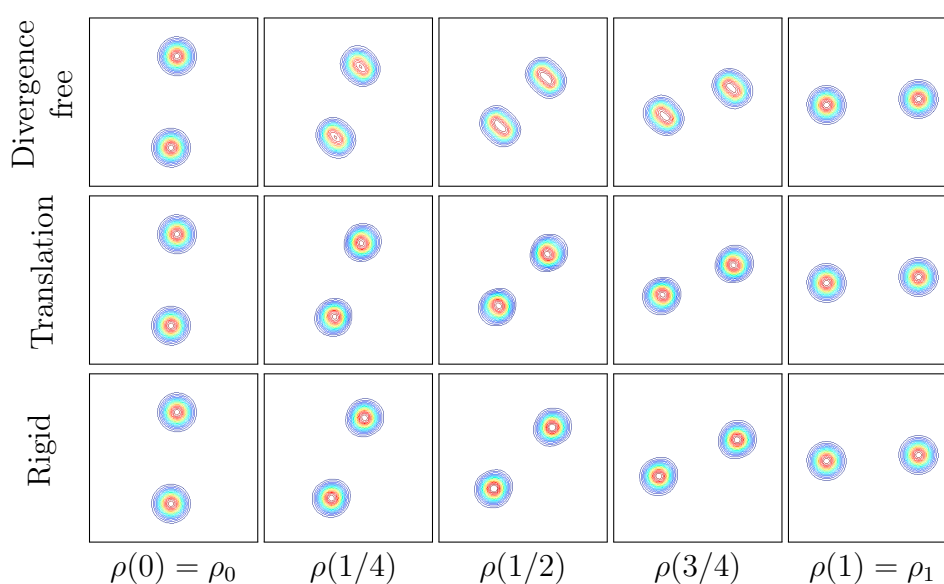 Divergence
free
Translation
Rigid
ρ(0) = ρ₀
ρ(1/4)
ρ(1/2)
ρ(3/4)
ρ(1) = ρ₁